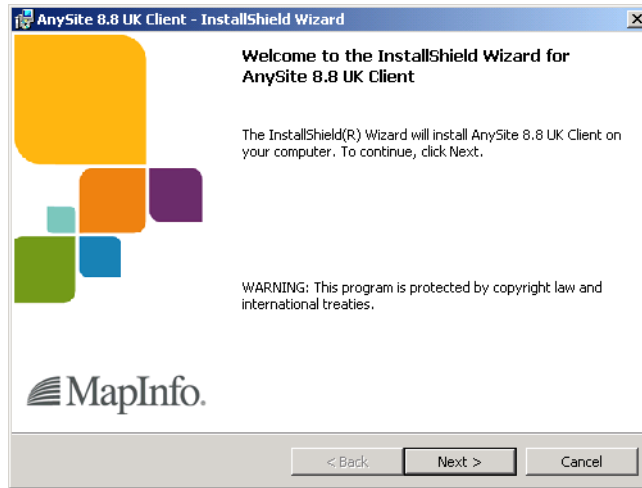 AnySite 8.8 UK Client - InstallShield Wizard
Welcome to the InstallShield Wizard for
AnySite 8.8 UK Client
The InstallShield(R) Wizard will install AnySite 8.8 UK Client on
your computer. To continue, click Next.
WARNING: This program is protected by copyright law and
international treaties.
MapInfo.
< Back
Next >
Cancel